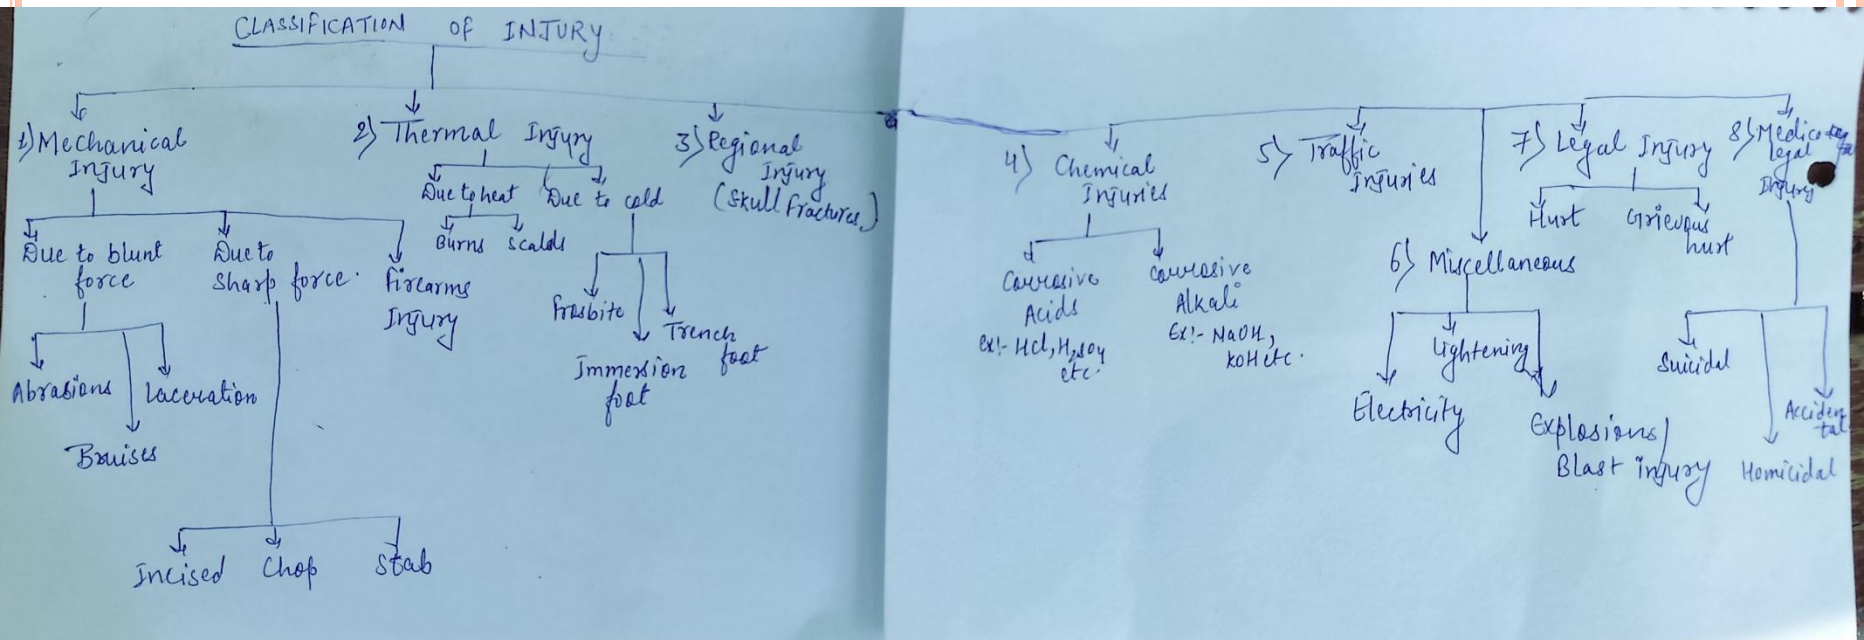 CLASSIFICATION OF INJURY
1) Mechanical
Injury
Due to blunt
force
Abrasions
Bruises
Laceration
Due to
Sharp force.
Incised
Chop
Stab
Firearms
Injury
2) Thermal Injury
Due to heat
Burns
Scalds
Due to cold
Frosbite
Immersion
foot
Trench
foot
3) Regional
Injury
(Skull fractures)
4) Chemical
Injuries
Corrosive
Acids
ex:- HCl, H2SO4
etc.
Corrosive
Alkali
Ex:- NaOH,
KOH etc.
5) Traffic
Injuries
6) Miscellaneous
Electricity
Lightening
Explosions/
Blast injury
7) Legal Injury
Hurt
Grievous
hurt
8) Medico
legal
Injury
Suicidal
Homicidal
Acciden
tal